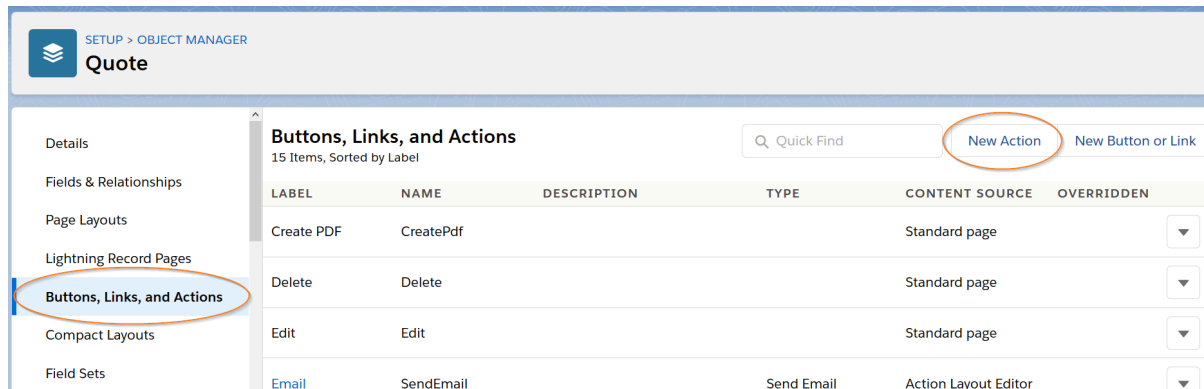 SETUP > OBJECT MANAGER
Quote
Details
Fields & Relationships
Page Layouts
Lightning Record Pages
Buttons, Links, and Actions
Compact Layouts
Field Sets
Buttons, Links, and Actions
15 Items, Sorted by Label
Quick Find
New Action
New Button or Link
LABEL NAME DESCRIPTION TYPE CONTENT SOURCE OVERRIDDEN
Create PDF CreatePdf Standard page
Delete Delete Standard page
Edit Edit Standard page
Email SendEmail Send Email Action Layout Editor